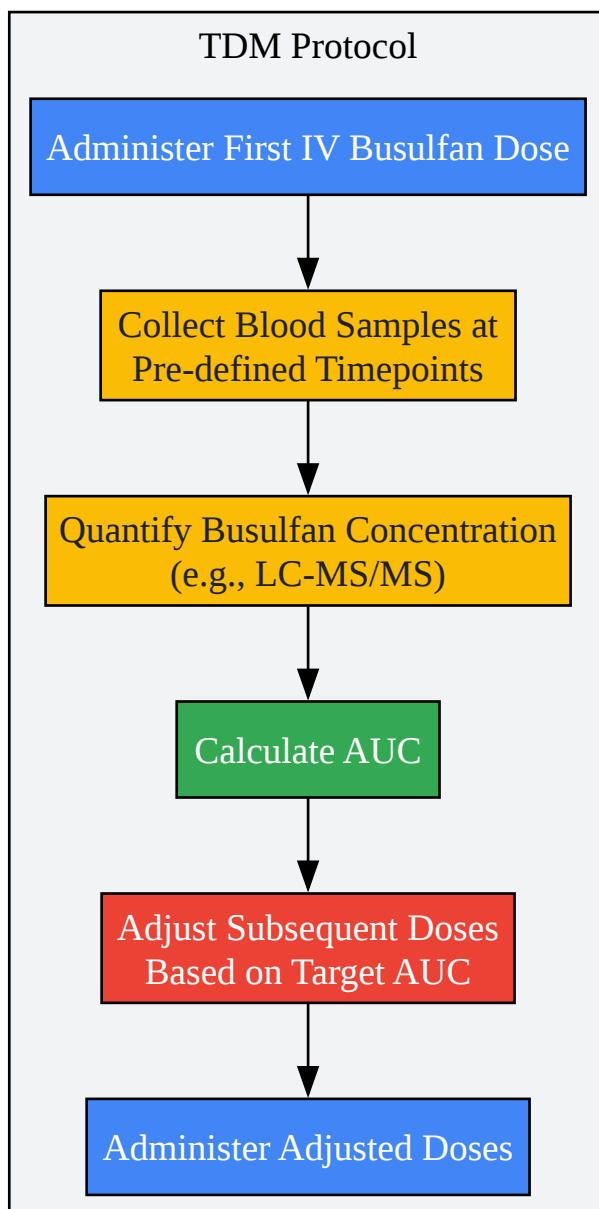 TDM Protocol
Administer First IV Busulfan Dose
Collect Blood Samples at
Pre-defined Timepoints
Quantify Busulfan Concentration
(e.g., LC-MS/MS)
Calculate AUC
Adjust Subsequent Doses
Based on Target AUC
Administer Adjusted Doses